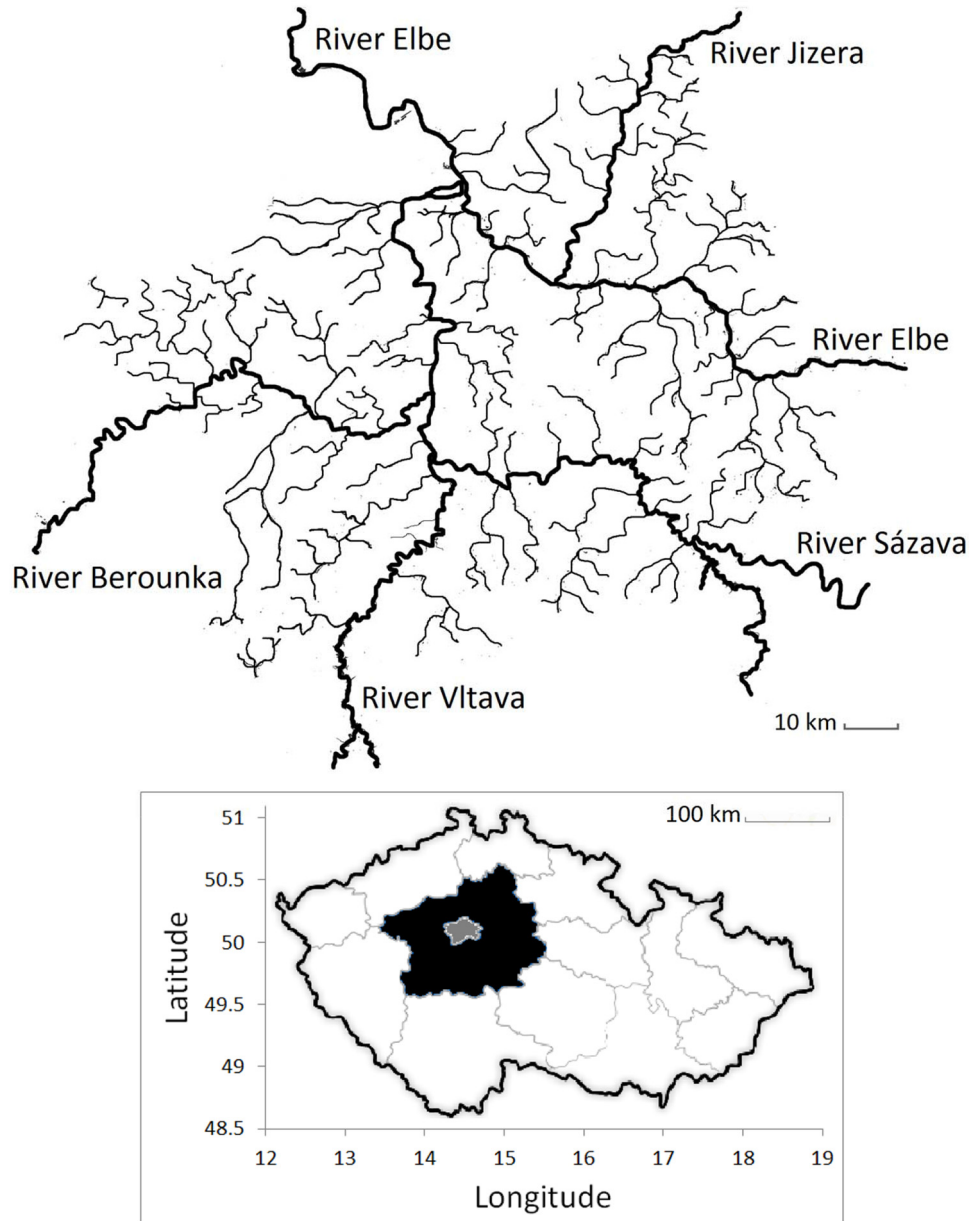 River Elbe
River Jizera
River Elbe
River Sázava
River Berounka
River Vltava
10 km
100 km
51
50.5
50
49.5
49
48.5
Latitude
12 13 14 15 16 17 18 19
Longitude